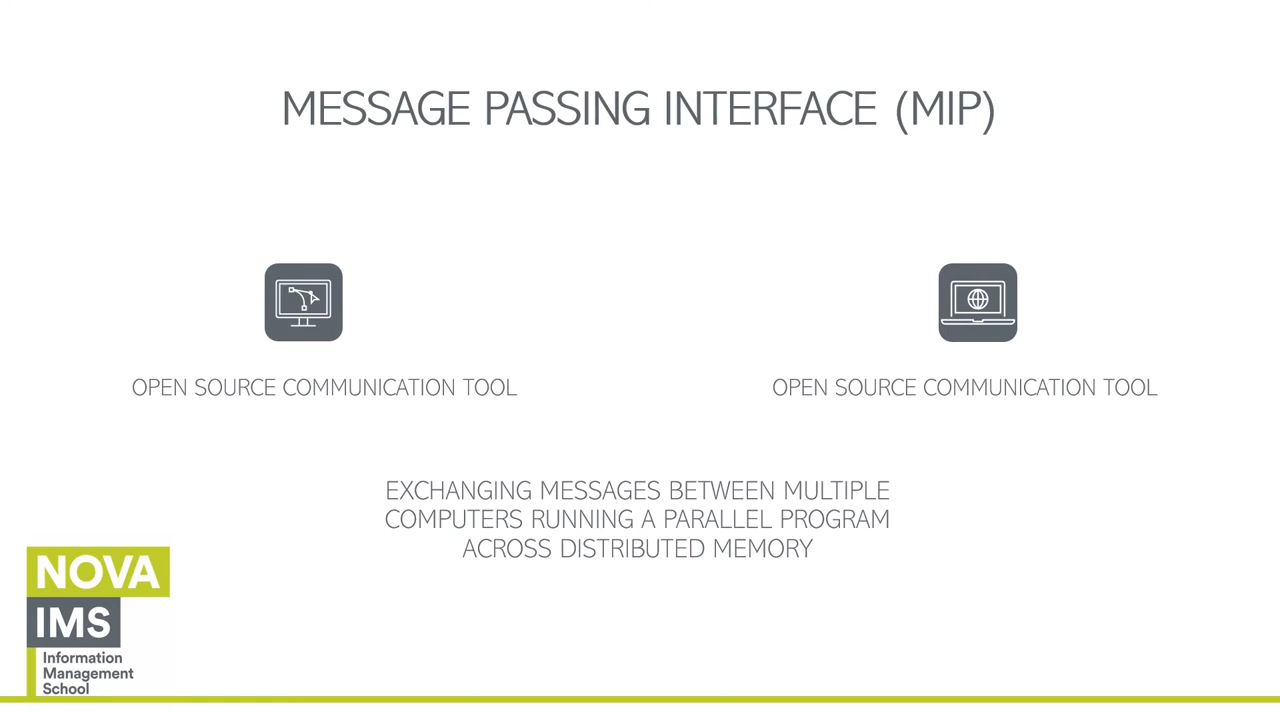 MESSAGE PASSING INTERFACE (MIP)
OPEN SOURCE COMMUNICATION TOOL
OPEN SOURCE COMMUNICATION TOOL
EXCHANGING MESSAGES BETWEEN MULTIPLE
COMPUTERS RUNNING A PARALLEL PROGRAM
ACROSS DISTRIBUTED MEMORY
NOVA
IMS
Information
Management
School